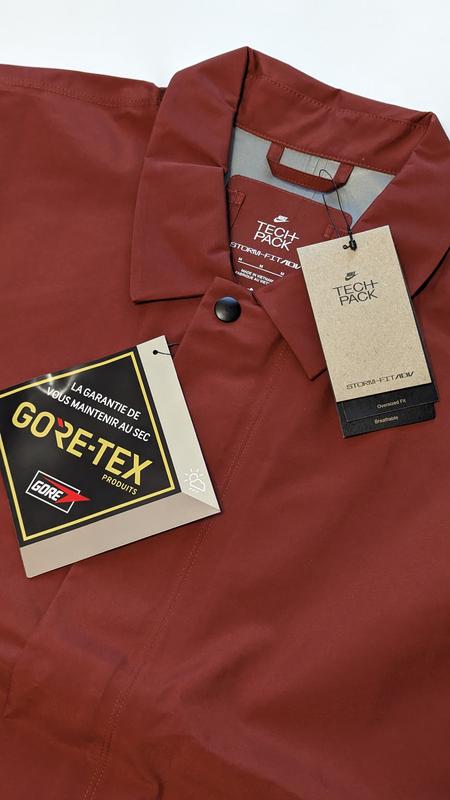 TECH
PACK
STORM-FIT ADV
M M M
MADE IN VIETNAM
TECH
PACK
STORM-FIT ADV
Oversized Fit
Breathable
LA GARANTIE DE
VOUS MAINTENIR AU SEC
GORE-TEX
PRODUITS
GORE